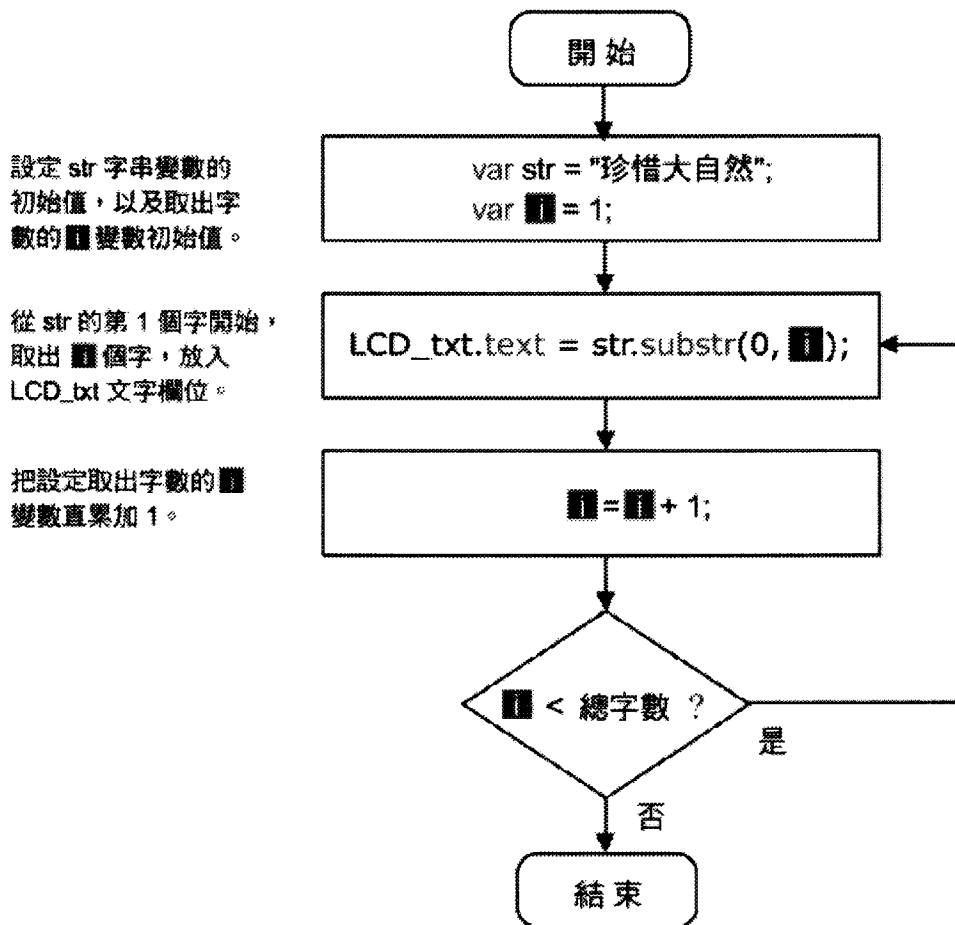 開始
設定 str 字串變數的
初始值，以及取出字
數的 i 變數初始值。
var str = "珍惜大自然";
var i = 1;
從 str 的第 1 個字開始，
取出 i 個字，放入
LCD_txt 文字欄位。
LCD_txt.text = str.substr(0, i);
把設定取出字數的 i
變數直累加 1。
i = i + 1;
i < 總字數 ？
是
否
結束